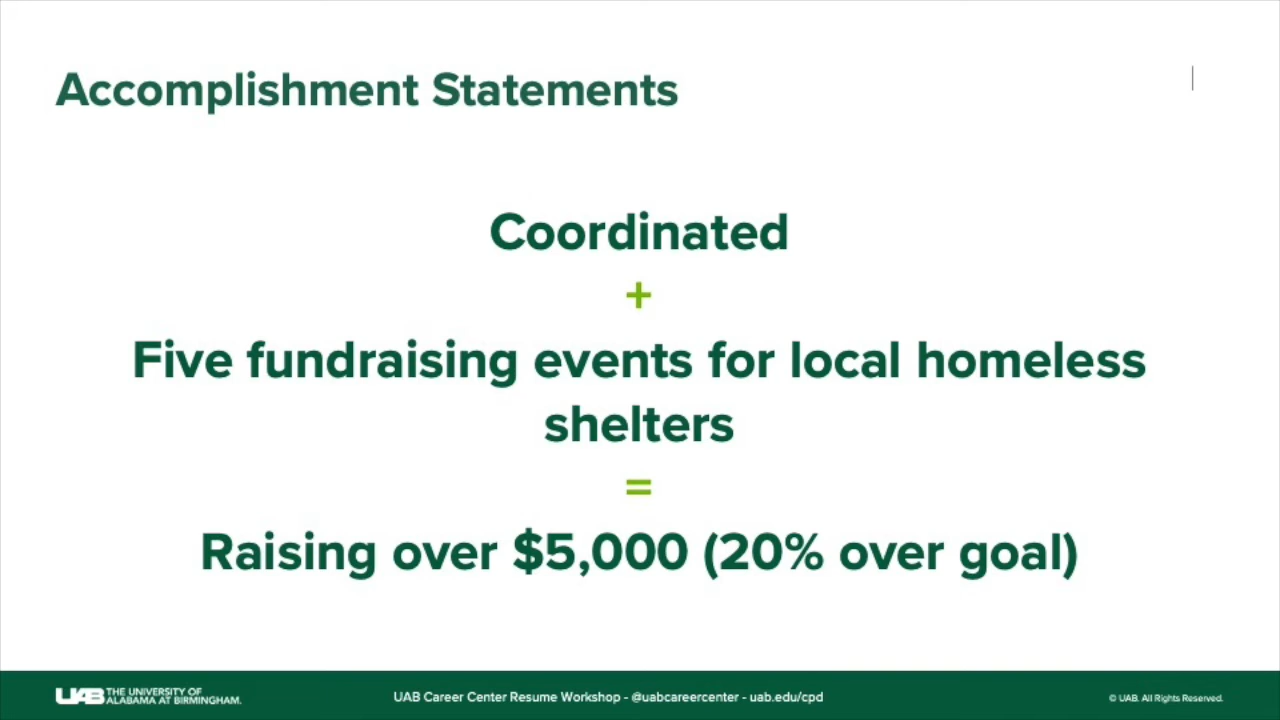 Accomplishment Statements
Coordinated
+
Five fundraising events for local homeless
shelters
=
Raising over $5,000 (20% over goal)
UAB THE UNIVERSITY OF
ALABAMA AT BIRMINGHAM.
UAB Career Center Resume Workshop - @uabcareercenter - uab.edu/cpd
© UAB. All Rights Reserved.